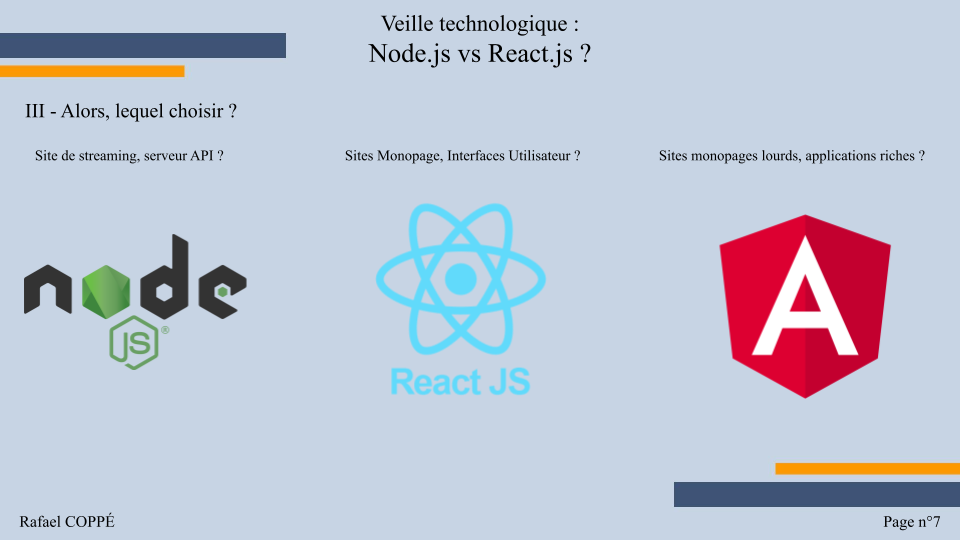 Veille technologique :
Node.js vs React.js ?
III - Alors, lequel choisir ?
Site de streaming, serveur API ?
Sites Monopage, Interfaces Utilisateur ?
Sites monopages lourds, applications riches ?
node
JS®
React JS
A
Rafael COPPÉ
Page n°7